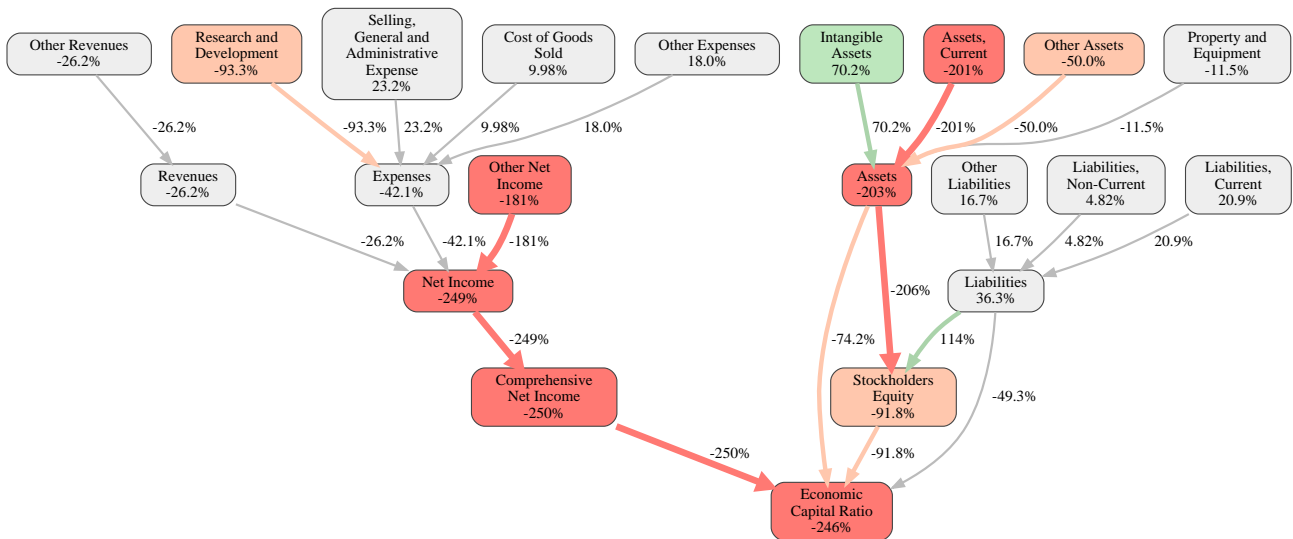 Other Revenues
-26.2%
Research and
Development
-93.3%
Selling,
General and
Administrative
Expense
23.2%
Cost of Goods
Sold
9.98%
Other Expenses
18.0%
Intangible
Assets
70.2%
Assets,
Current
-201%
Other Assets
-50.0%
Property and
Equipment
-11.5%
-26.2%
-93.3%
23.2%
9.98%
18.0%
70.2%
-201%
-50.0%
-11.5%
Revenues
-26.2%
Expenses
-42.1%
Other Net
Income
-181%
Assets
-203%
Other
Liabilities
16.7%
Liabilities,
Non-Current
4.82%
Liabilities,
Current
20.9%
-26.2%
-42.1%
-181%
16.7%
4.82%
20.9%
Net Income
-249%
-206%
Liabilities
36.3%
-249%
-74.2%
114%
Comprehensive
Net Income
-250%
Stockholders
Equity
-91.8%
-49.3%
-250%
-91.8%
Economic
Capital Ratio
-246%